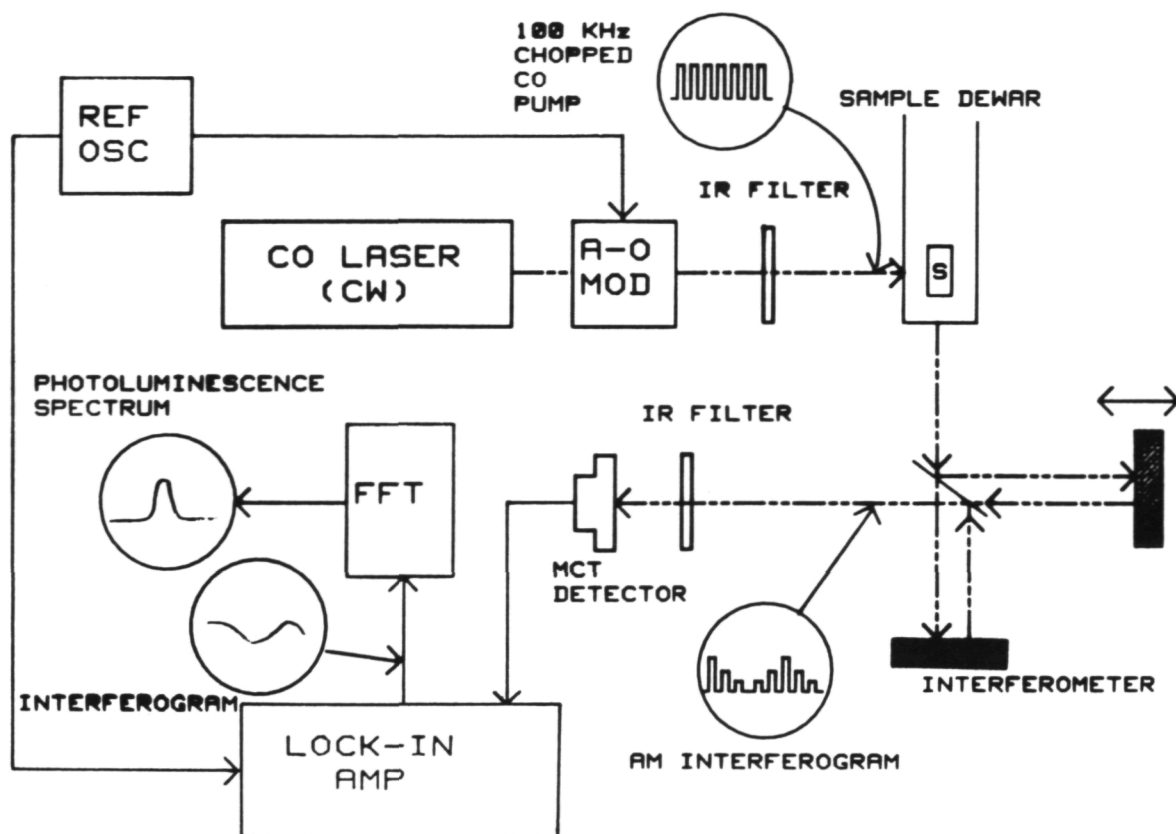 100 KHz
CHOPPED
CO
PUMP
REF
OSC
SAMPLE DEWAR
IR FILTER
CO LASER
(CW)
A-O
MOD
S
PHOTOLUMINESCENCE
SPECTRUM
IR FILTER
FFT
MCT
DETECTOR
INTERFEROMETER
INTERFEROGRAM
LOCK-IN
AMP
AM INTERFEROGRAM